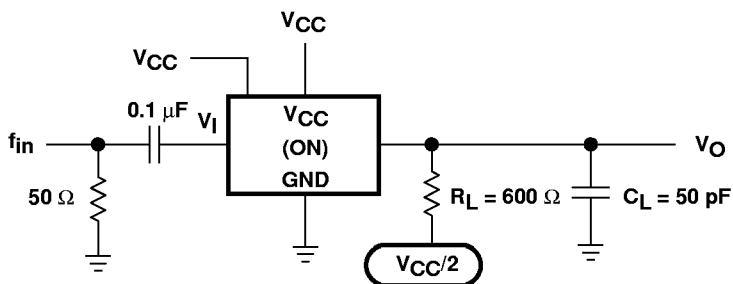 VCC
VCC
0.1 μF
VI
VCC
(ON)
GND
fin
50 Ω
VO
RL = 600 Ω
CL = 50 pF
VCC/2